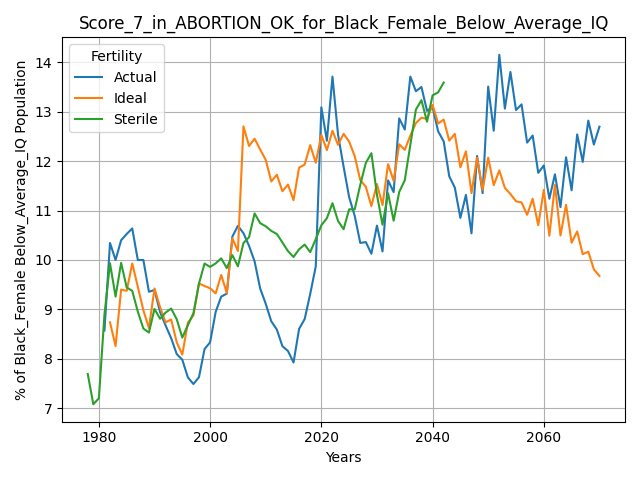 Score_7_in_ABORTION_OK_for_Black_Female_Below_Average_IQ
Fertility
Actual
Ideal
Sterile
% of Black_Female Below_Average_IQ Population
14
13
12
11
10
9
8
7
1980
2000
2020
2040
2060
Years